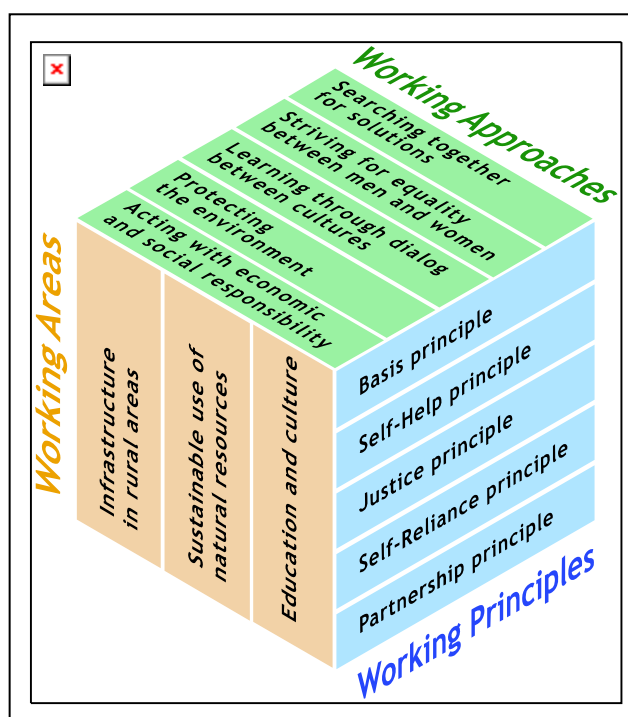 Working Approaches
Searching together
for solutions
Striving for equality
between men and women
Learning through dialog
between cultures
Protecting
the environment
Acting with economic
and social responsibility
Working Areas
Infrastructure
in rural areas
Sustainable use of
natural resources
Education and culture
Basis principle
Self-Help principle
Justice principle
Self-Reliance principle
Partnership principle
Working Principles